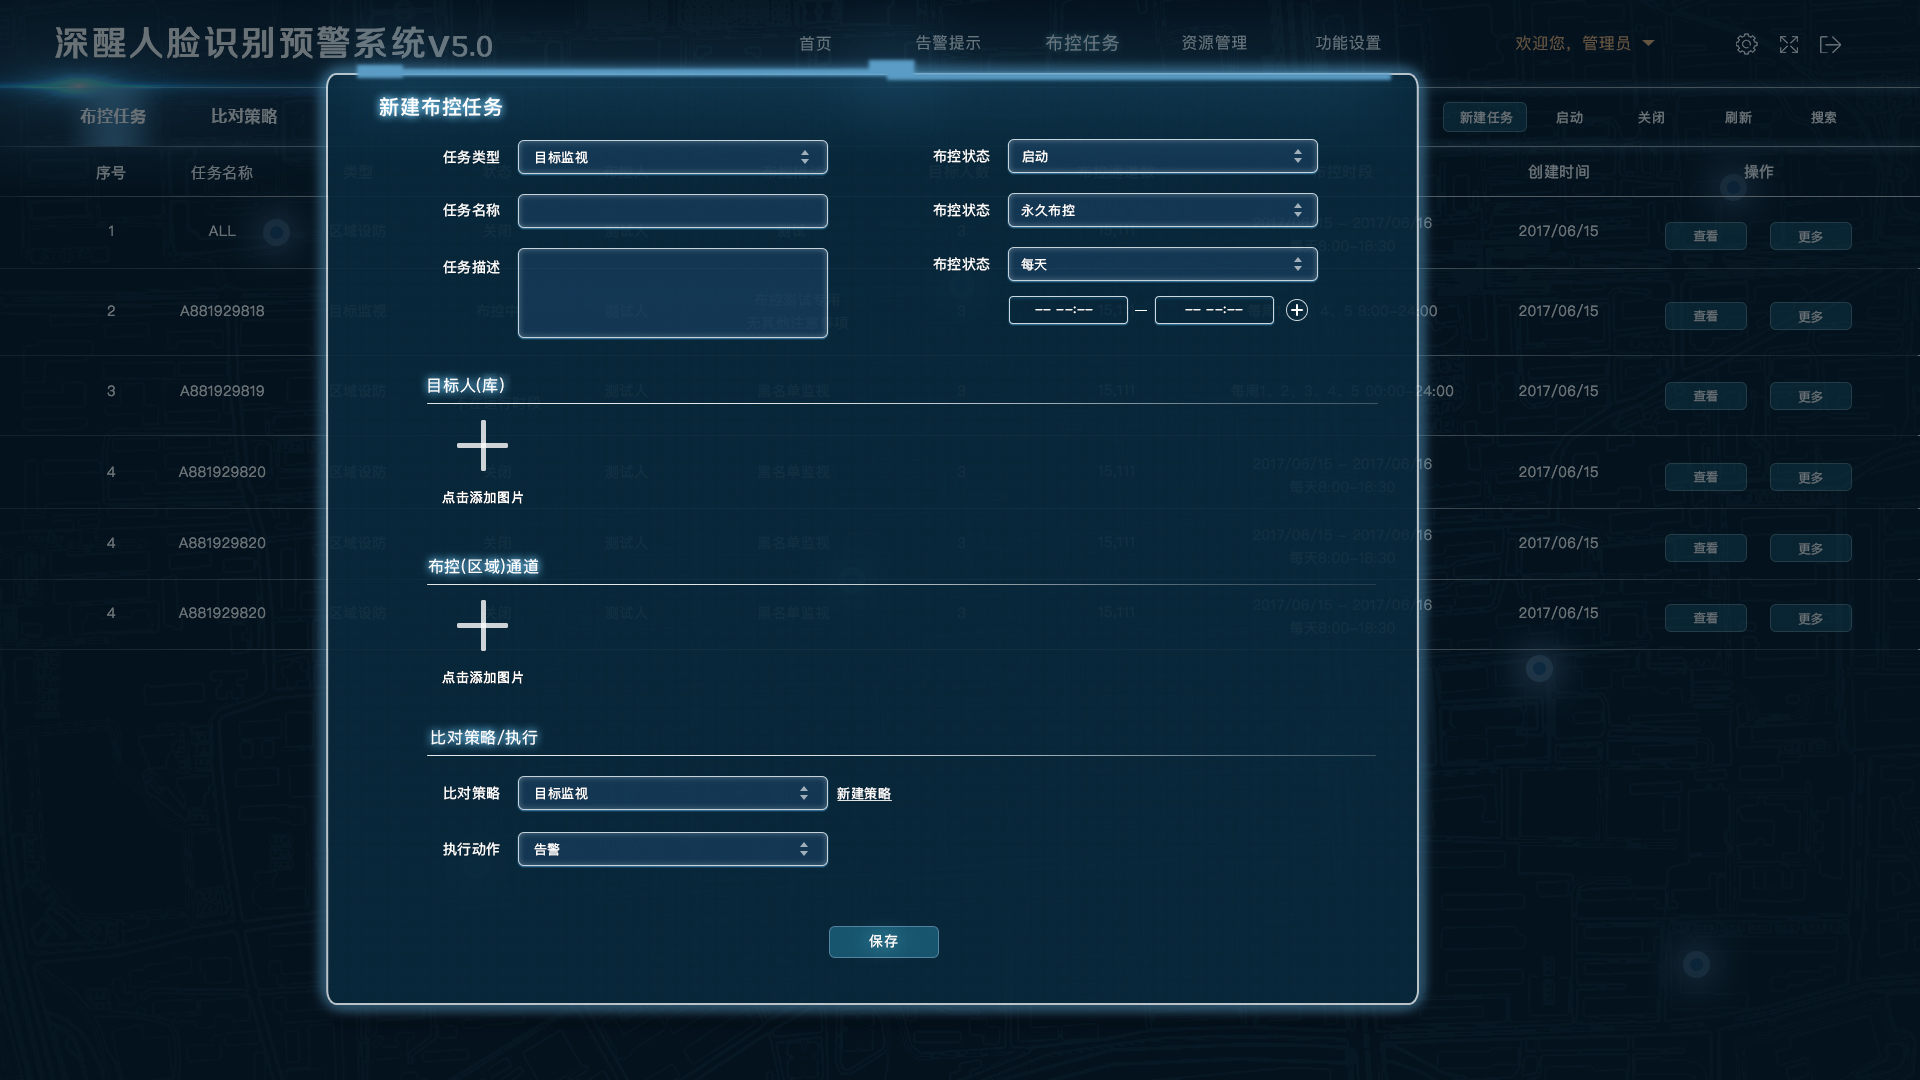 深醒人脸识别预警系统V5.0
首页 告警提示 布控任务 资源管理 功能设置
欢迎您，管理员
布控任务 比对策略
新建任务 启动 关闭 刷新 搜索
序号 任务名称 创建时间 操作
1 ALL 2017/06/15 查看 更多
2 A881929818 2017/06/15 查看 更多
3 A881929819 2017/06/15 查看 更多
4 A881929820 2017/06/15 查看 更多
4 A881929820 2017/06/15 查看 更多
4 A881929820 2017/06/15 查看 更多
新建布控任务
任务类型 目标监视
布控状态 启动
任务名称
布控状态 永久布控
任务描述
布控状态 每天
-- --:-- — -- --:--
目标人(库)
点击添加图片
布控(区域)通道
点击添加图片
比对策略/执行
比对策略 目标监视 新建策略
执行动作 告警
保存